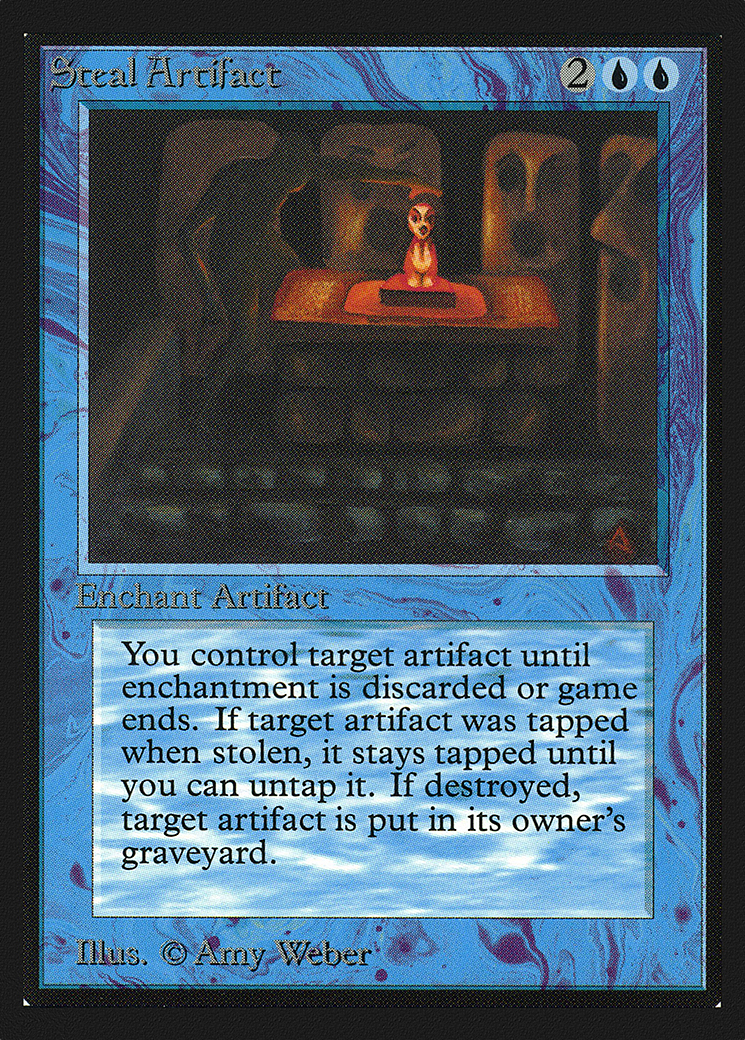 Steal Artifact 2
Enchant Artifact
You control target artifact until
enchantment is discarded or game
ends. If target artifact was tapped
when stolen, it stays tapped until
you can untap it. If destroyed,
target artifact is put in its owner's
graveyard.
Illus. © Amy Weber